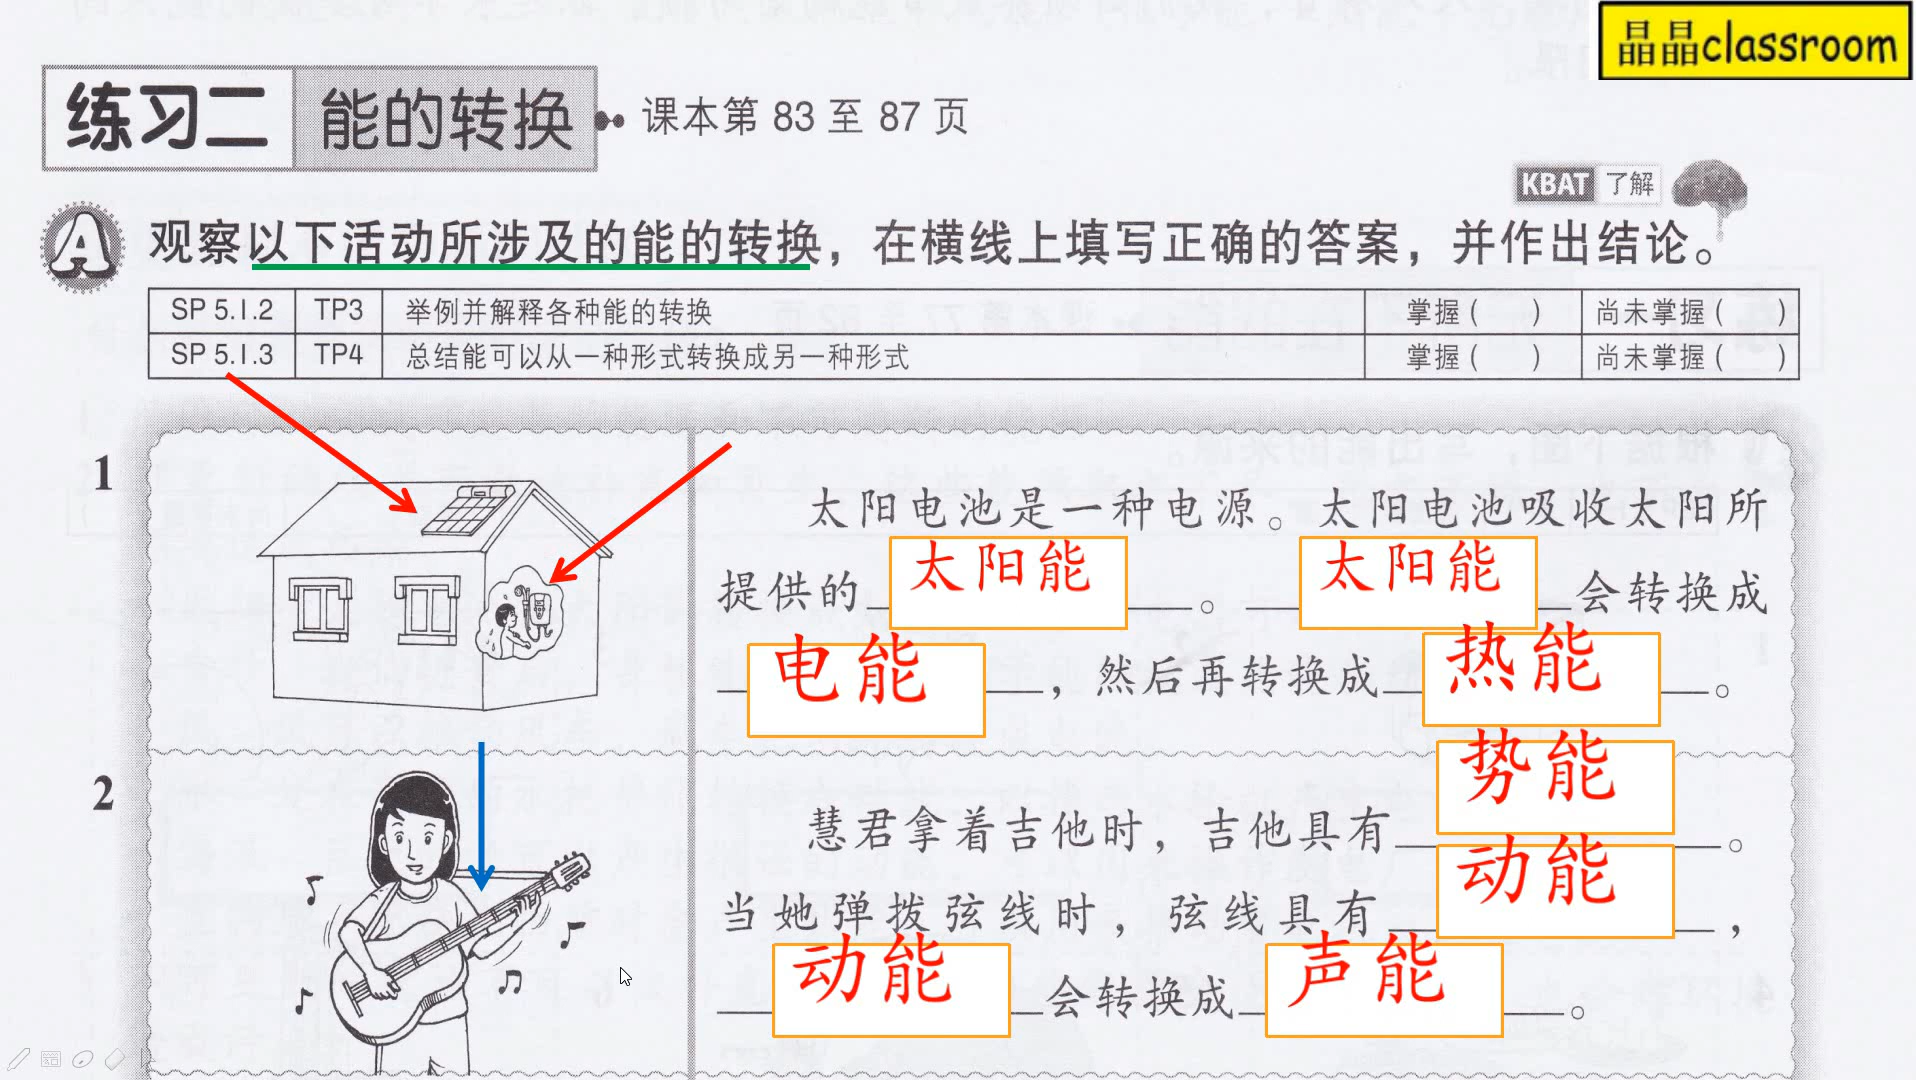 晶晶classroom
练习二 能的转换 课本第 83 至 87 页
KBAT 了解
A 观察以下活动所涉及的能的转换，在横线上填写正确的答案，并作出结论。
SP 5.1.2 TP3 举例并解释各种能的转换 掌握 ( ) 尚未掌握 ( )
SP 5.1.3 TP4 总结能可以从一种形式转换成另一种形式 掌握 ( ) 尚未掌握 ( )
1
太阳电池是一种电源。太阳电池吸收太阳所
提供的 太阳能 。 太阳能 会转换成
电能 ，然后再转换成 热能 。
2
慧君拿着吉他时，吉他具有 势能 。
当她弹拨弦线时，弦线具有 动能 ，
动能 会转换成 声能 。